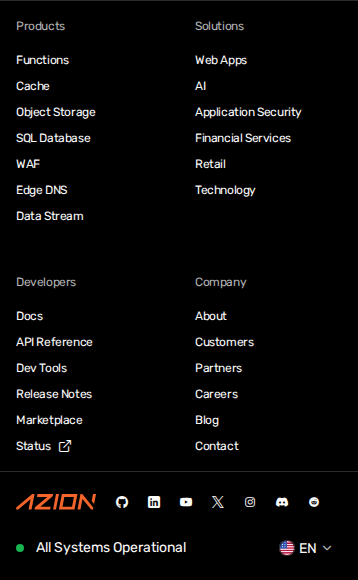 Products
Functions
Cache
Object Storage
SQL Database
WAF
Edge DNS
Data Stream
Solutions
Web Apps
AI
Application Security
Financial Services
Retail
Technology
Developers
Docs
API Reference
Dev Tools
Release Notes
Marketplace
Status
Company
About
Customers
Partners
Careers
Blog
Contact
AZION
All Systems Operational
EN